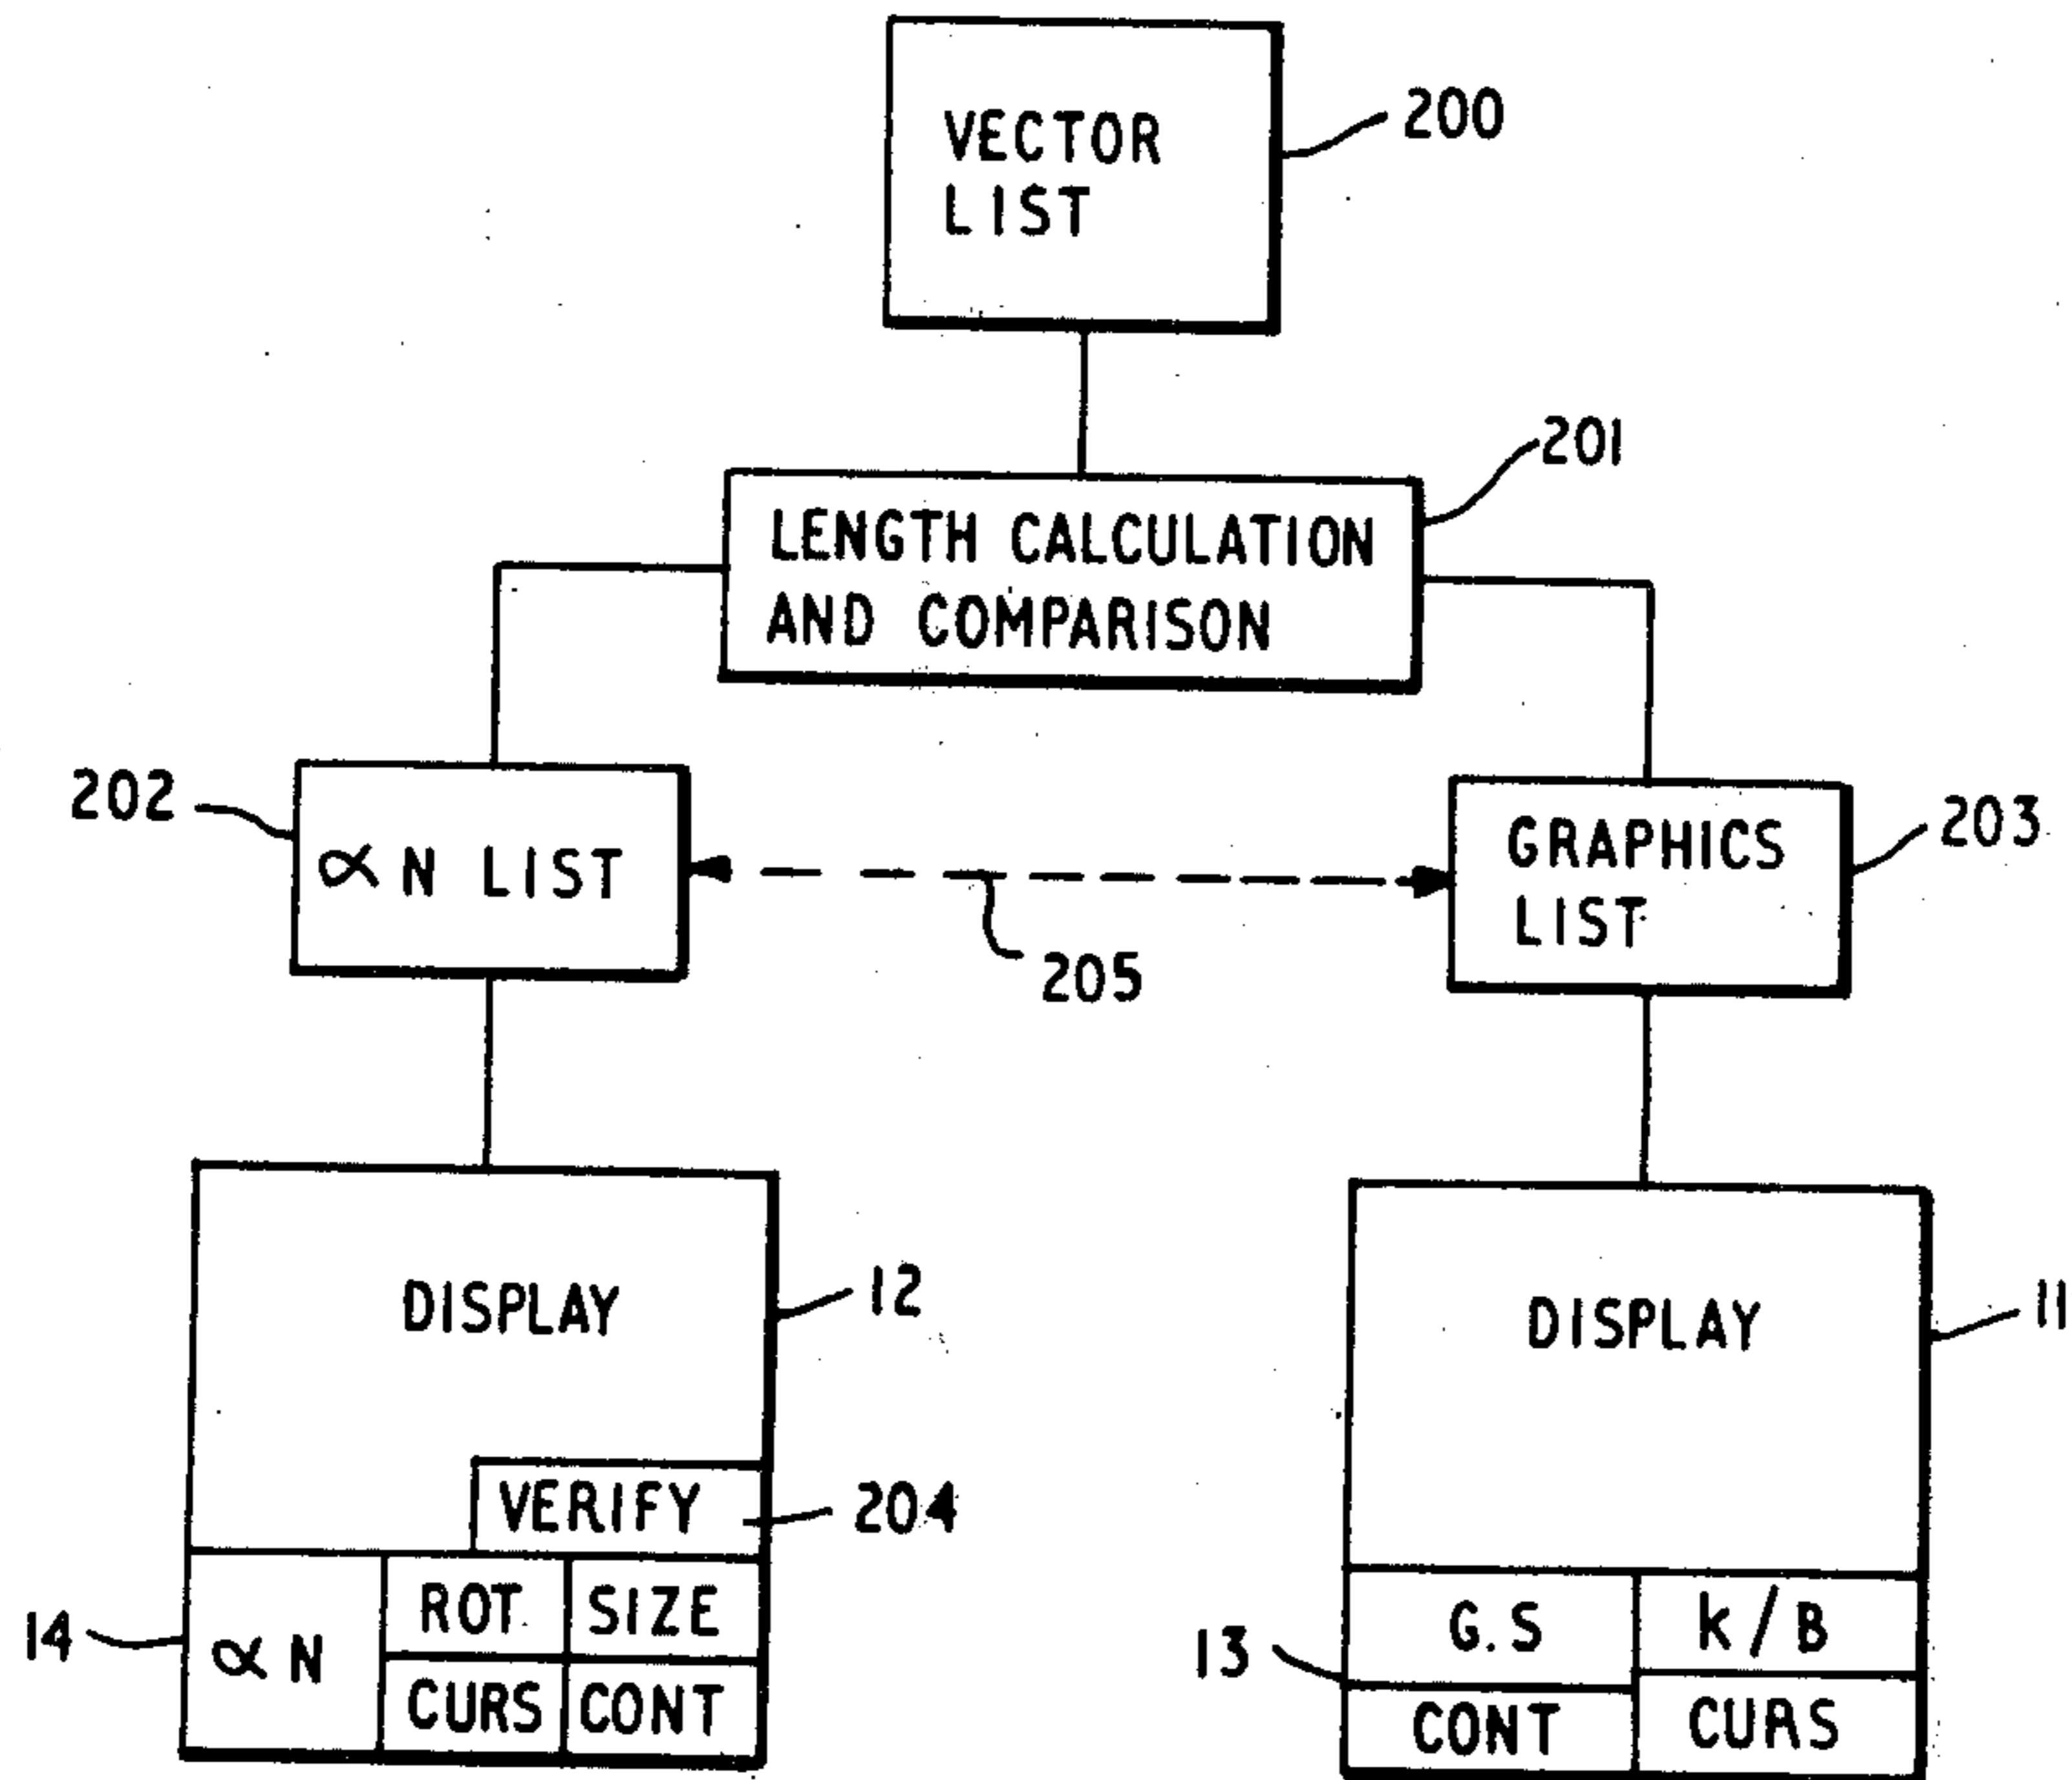 VECTOR
LIST
200
LENGTH CALCULATION
AND COMPARISON
201
202
∝ N LIST
GRAPHICS
LIST
203
205
DISPLAY
12
VERIFY
204
14
∝ N
ROT
SIZE
CURS
CONT
DISPLAY
11
13
G.S
K/B
CONT
CURS